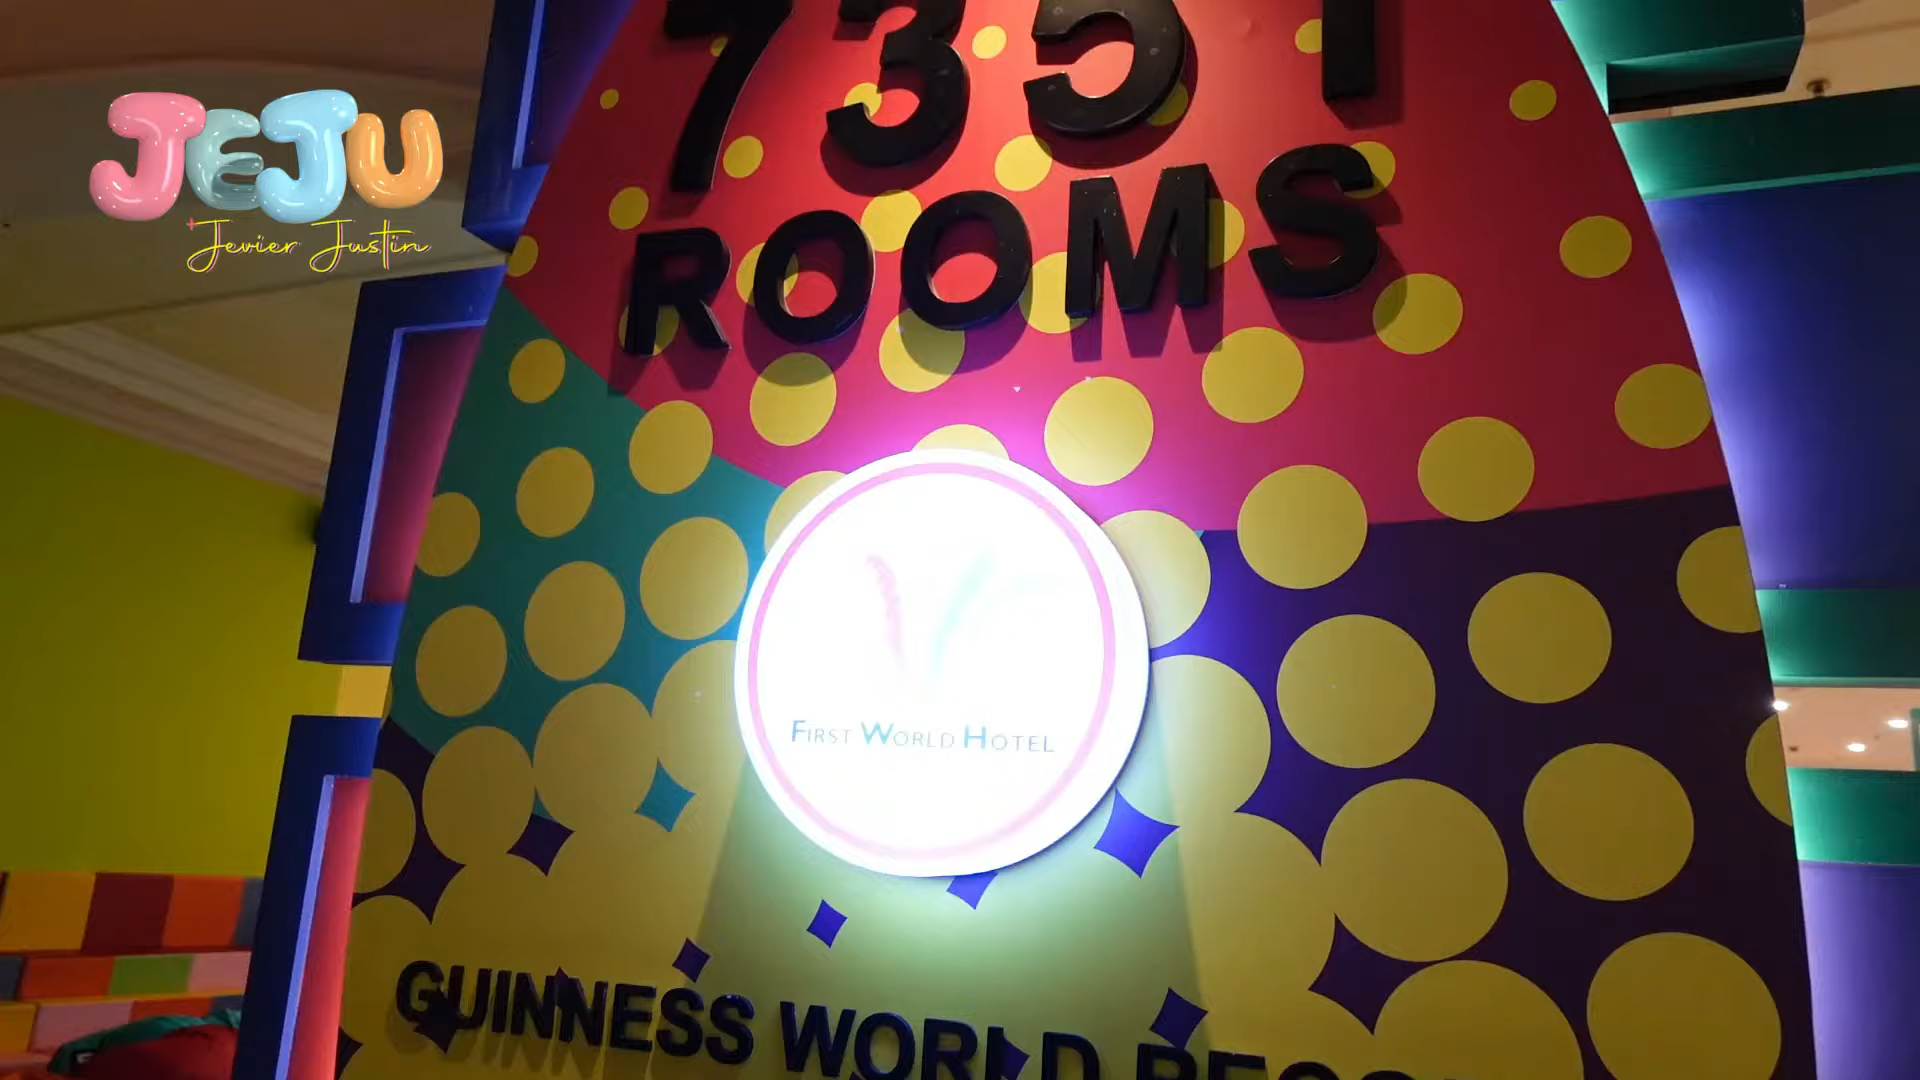 JEJU
Jevier Justin
7351
ROOMS
FIRST WORLD HOTEL
GUINNESS WORLD